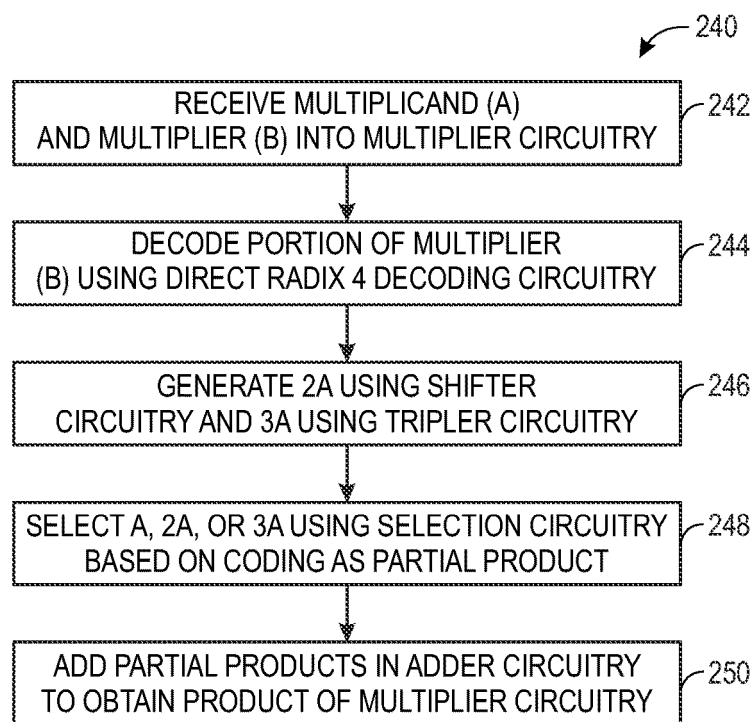 240
RECEIVE MULTIPLICAND (A)
AND MULTIPLIER (B) INTO MULTIPLIER CIRCUITRY
242
DECODE PORTION OF MULTIPLIER
(B) USING DIRECT RADIX 4 DECODING CIRCUITRY
244
GENERATE 2A USING SHIFTER
CIRCUITRY AND 3A USING TRIPLER CIRCUITRY
246
SELECT A, 2A, OR 3A USING SELECTION CIRCUITRY
BASED ON CODING AS PARTIAL PRODUCT
248
ADD PARTIAL PRODUCTS IN ADDER CIRCUITRY
TO OBTAIN PRODUCT OF MULTIPLIER CIRCUITRY
250